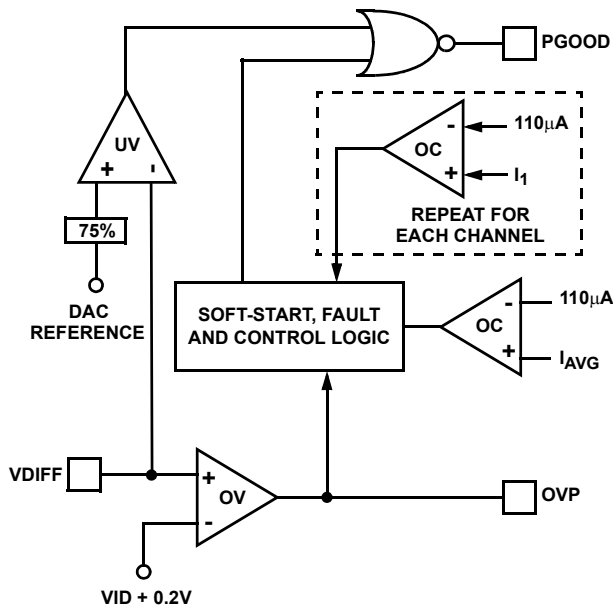 PGOOD
110μA
-
OC
+
I1
REPEAT FOR
EACH CHANNEL
UV
+ -
75%
DAC
REFERENCE
SOFT-START, FAULT
AND CONTROL LOGIC
110μA
-
OC
+
IAVG
VDIFF
+
OV
-
OVP
VID + 0.2V